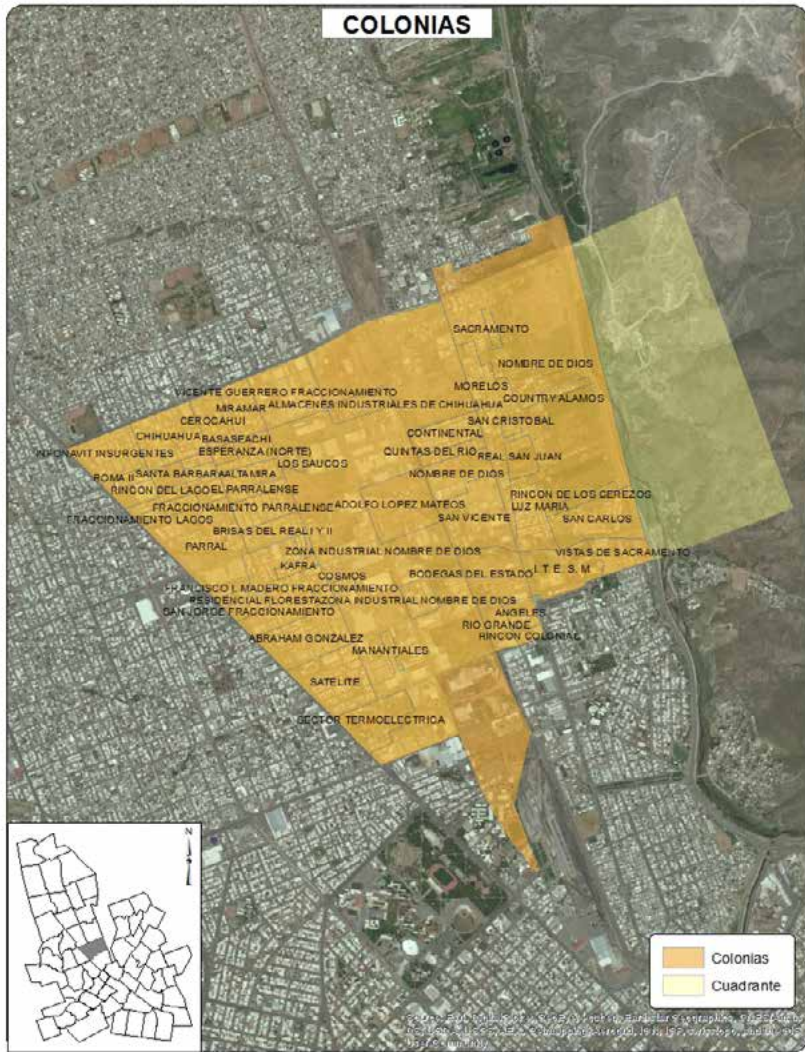 COLONIAS
SACRAMENTO
NOMBRE DE DIOS
MORELOS
VICENTE GUERRERO FRACCIONAMIENTO
COUNTRY ALAMOS
MIRAMAR
ALMACENES INDUSTRIALES DE CHIHUAHUA
CEROCAHUI
SAN CRISTOBAL
CHIHUAHUA
BASASEACHI
CONTINENTAL
INFONAVIT INSURGENTES
ESPERANZA (NORTE)
QUINTAS DEL RIO
REAL SAN JUAN
LOS SAUCOS
ROMA II
SANTA BARBARA
ALTAMIRA
NOMBRE DE DIOS
RINCON DEL LAGO
EL PARRALENSE
RINCON DE LOS CEREZOS
FRACCIONAMIENTO PARRALENSE
ADOLFO LOPEZ MATEOS
LUZ MARIA
FRACCIONAMIENTO LAGOS
SAN VICENTE
SAN CARLOS
BRISAS DEL REAL I Y II
PARRAL
ZONA INDUSTRIAL NOMBRE DE DIOS
VISTAS DE SACRAMENTO
KAFRA
COSMOS
BODEGAS DEL ESTADO
I. T. E. S. M
FRANCISCO I. MADERO FRACCIONAMIENTO
RESIDENCIAL FLORESTA
ZONA INDUSTRIAL NOMBRE DE DIOS
SAN JORGE FRACCIONAMIENTO
ANGELES
RIO GRANDE
ABRAHAM GONZALEZ
RINCON COLONIAL
MANANTIALES
SATELITE
SECTOR TERMOELECTRICA
N
Colonias
Cuadrante